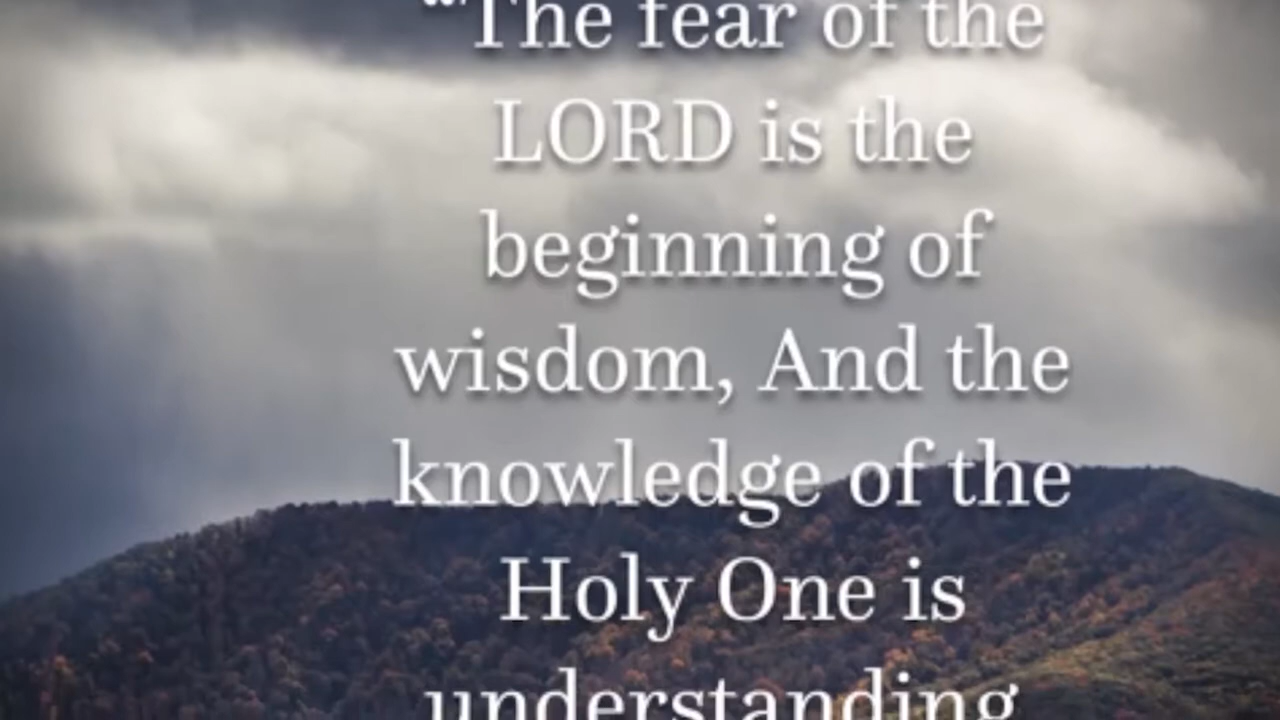 “The fear of the
LORD is the
beginning of
wisdom, And the
knowledge of the
Holy One is
understanding